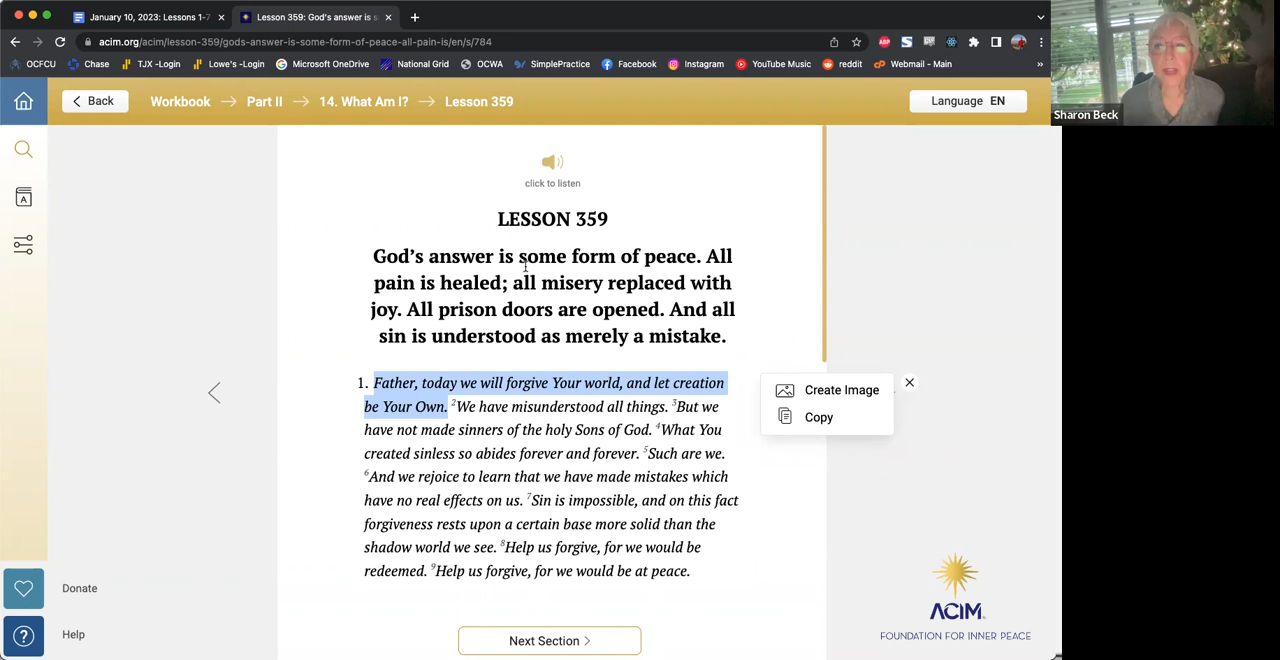 January 10, 2023: Lessons 1-7
Lesson 359: God's answer is s
acim.org/acim/lesson-359/gods-answer-is-some-form-of-peace-all-pain-is/en/s/784
OCFCU Chase TJX -Login Lowe's -Login Microsoft OneDrive National Grid OCWA SimplePractice Facebook Instagram YouTube Music reddit Webmail - Main »
Sharon Beck
Back Workbook → Part II → 14. What Am I? → Lesson 359 Language EN
click to listen
LESSON 359
God's answer is some form of peace. All
pain is healed; all misery replaced with
joy. All prison doors are opened. And all
sin is understood as merely a mistake.
1. Father, today we will forgive Your world, and let creation
be Your Own. 2We have misunderstood all things. 3But we
have not made sinners of the holy Sons of God. 4What You
created sinless so abides forever and forever. 5Such are we.
6And we rejoice to learn that we have made mistakes which
have no real effects on us. 7Sin is impossible, and on this fact
forgiveness rests upon a certain base more solid than the
shadow world we see. 8Help us forgive, for we would be
redeemed. 9Help us forgive, for we would be at peace.
Create Image
Copy
Next Section
Donate
Help
ACIM
FOUNDATION FOR INNER PEACE